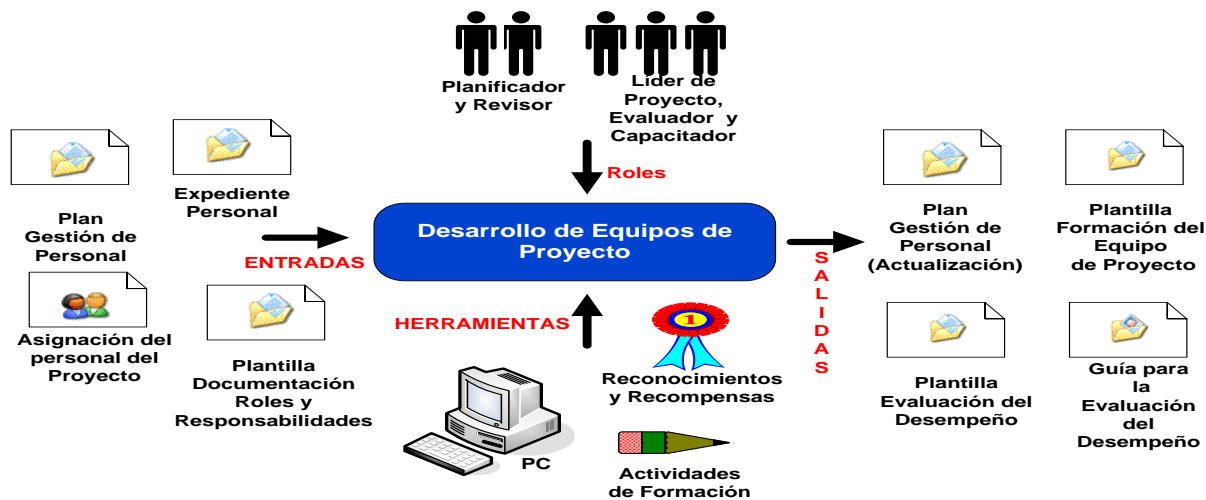 Planificador
y Revisor
Líder de
Proyecto,
Evaluador y
Capacitador
Roles
Plan
Gestión de
Personal
Expediente
Personal
Asignación del
personal del
Proyecto
Plantilla
Documentación
Roles y
Responsabilidades
ENTRADAS
Desarrollo de Equipos de
Proyecto
HERRAMIENTAS
PC
1
Reconocimientos
y Recompensas
Actividades
de Formación
SALIDAS
Plan
Gestión de
Personal
(Actualización)
Plantilla
Formación del
Equipo
de Proyecto
Plantilla
Evaluación del
Desempeño
Guía para
la
Evaluación
del
Desempeño